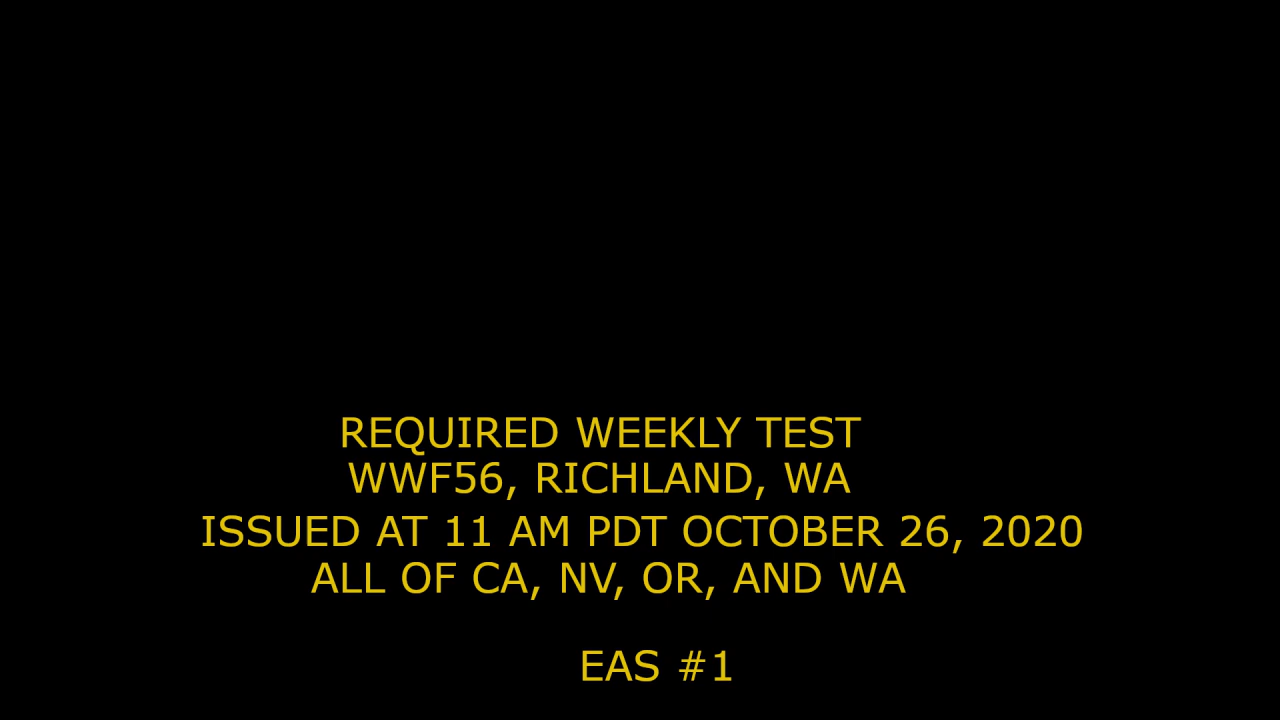 REQUIRED WEEKLY TEST
WWF56, RICHLAND, WA
ISSUED AT 11 AM PDT OCTOBER 26, 2020
ALL OF CA, NV, OR, AND WA
EAS #1